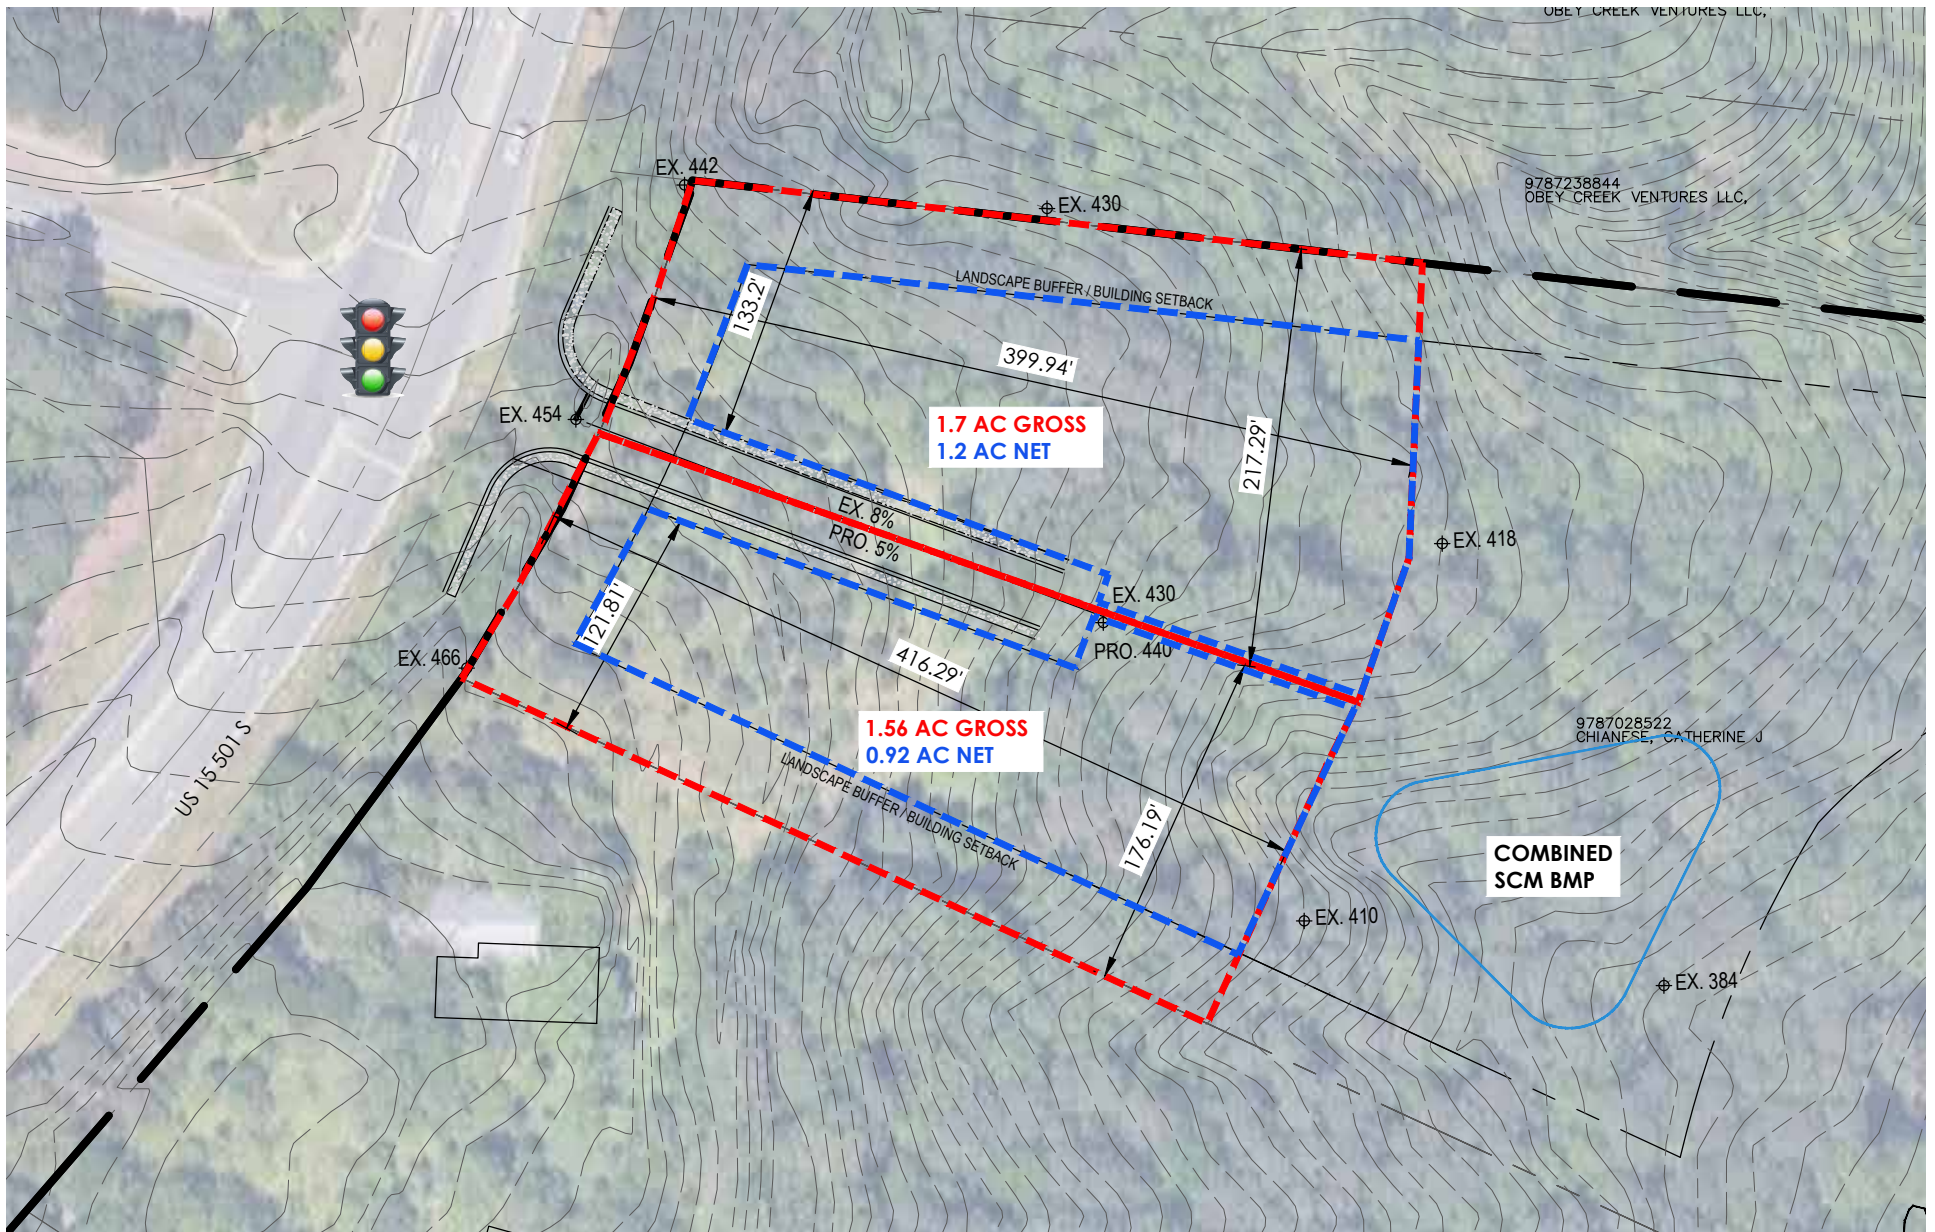 OBEY CREEK VENTURES LLC,
EX. 442
9787238844
OBEY CREEK VENTURES LLC,
EX. 430
LANDSCAPE BUFFER / BUILDING SETBACK
133.2'
399.94'
EX. 454
1.7 AC GROSS
1.2 AC NET
217.29'
EX. 8%
PRO. 5%
EX. 418
EX. 430
121.81'
PRO. 440
EX. 466
416.29'
1.56 AC GROSS
0.92 AC NET
9787028522
CHIANESE, CATHERINE J
US 15 501 S
LANDSCAPE BUFFER / BUILDING SETBACK
176.19'
COMBINED
SCM BMP
EX. 410
EX. 384